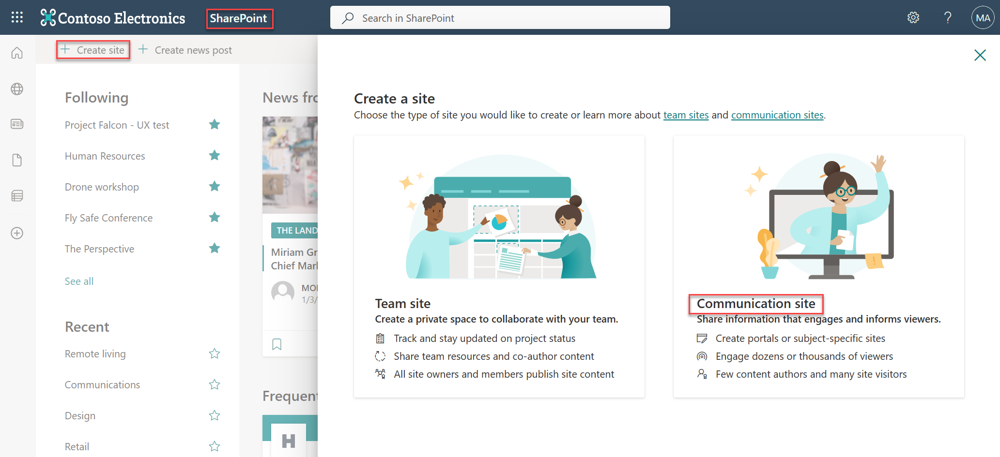 Contoso Electronics
SharePoint
Search in SharePoint
MA
Create site
Create news post
Following
Project Falcon - UX test
Human Resources
Drone workshop
Fly Safe Conference
The Perspective
See all
Recent
Remote living
Communications
Design
Retail
News fro
THE LAND
Miriam Gr
Chief Mar
MO
1/3/
Frequent
H
Create a site
Choose the type of site you would like to create or learn more about team sites and communication sites.
Team site
Create a private space to collaborate with your team.
Track and stay updated on project status
Share team resources and co-author content
All site owners and members publish site content
Communication site
Share information that engages and informs viewers.
Create portals or subject-specific sites
Engage dozens or thousands of viewers
Few content authors and many site visitors